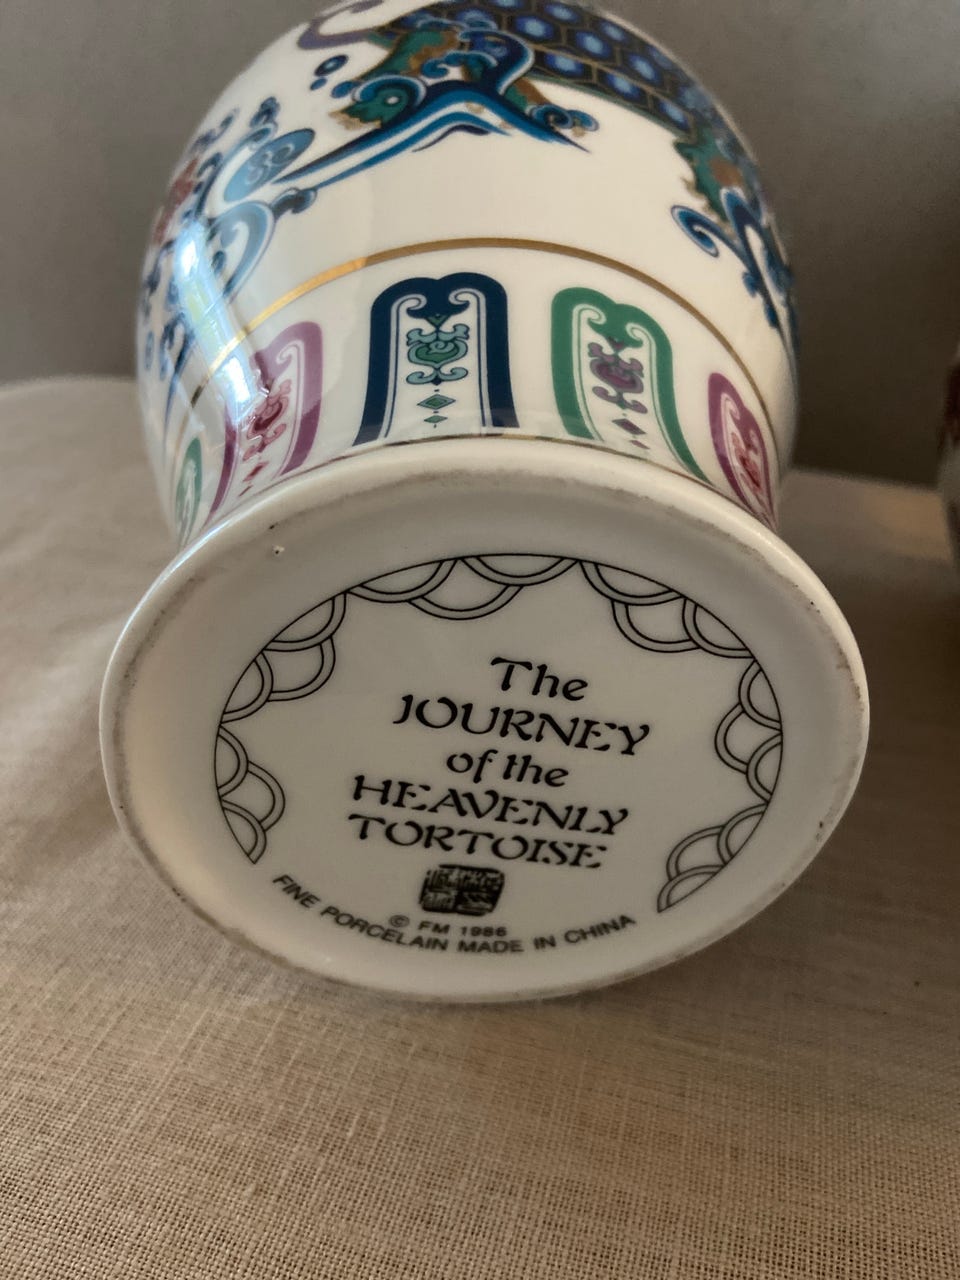 The
JOURNEY
of the
HEAVENLY
TORTOISE
© FM 1986
FINE PORCELAIN MADE IN CHINA